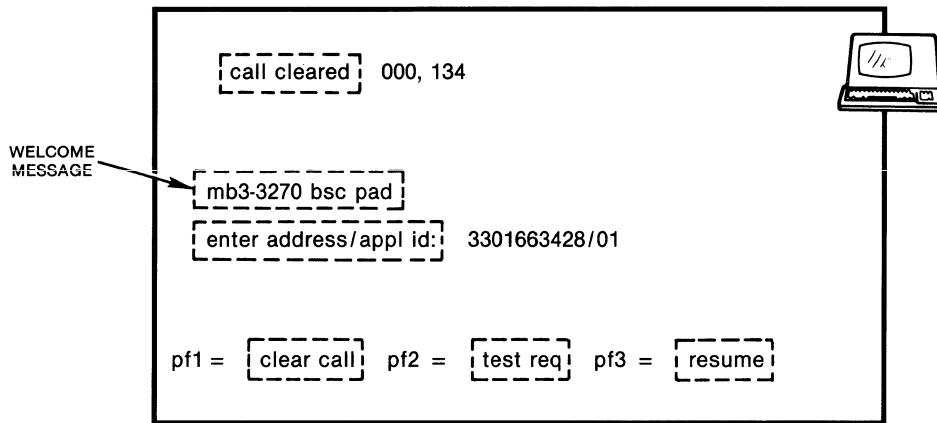 call cleared 000, 134
WELCOME
MESSAGE
mb3-3270 bsc pad
enter address/appl id: 3301663428/01
pf1 = clear call pf2 = test req pf3 = resume